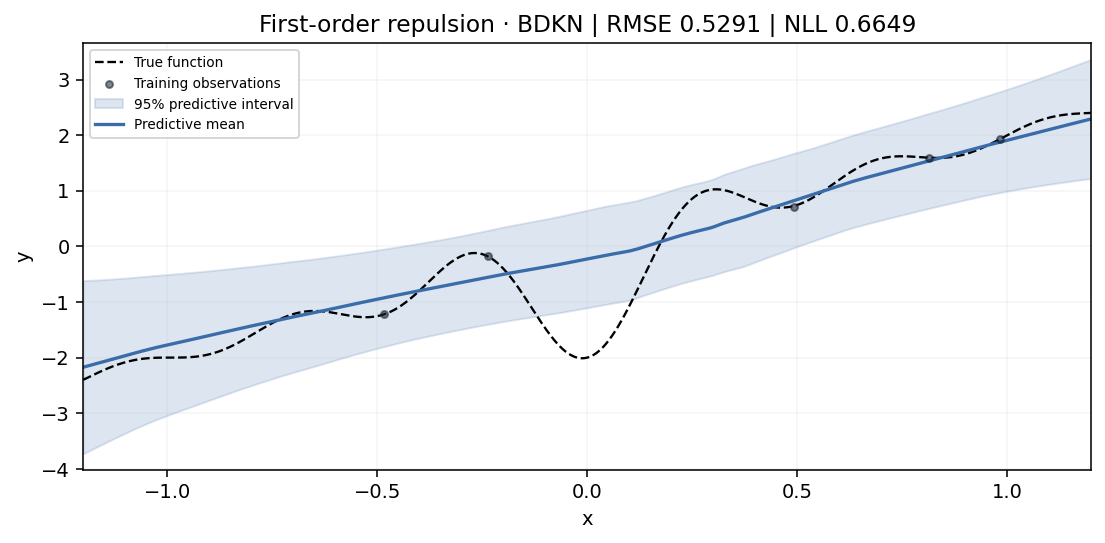 First-order repulsion · BDKN | RMSE 0.5291 | NLL 0.6649
True function
Training observations
95% predictive interval
Predictive mean
y
3
2
1
0
−1
−2
−3
−4
−1.0 −0.5 0.0 0.5 1.0
x